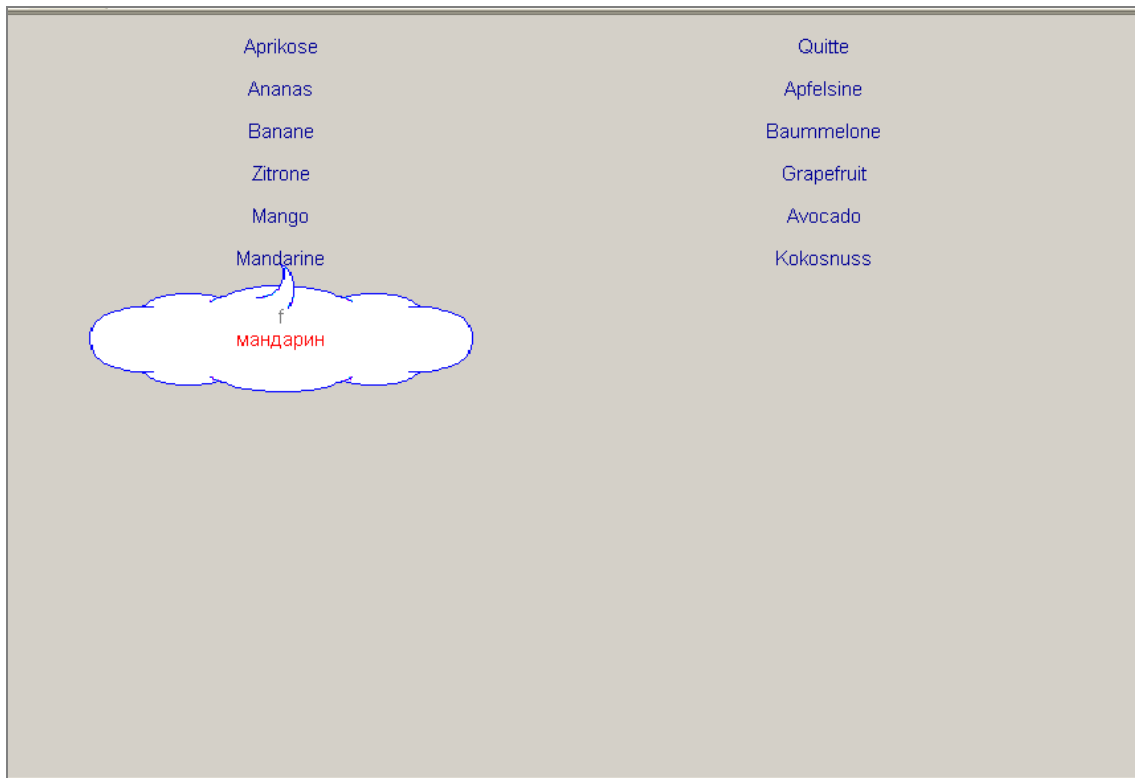 Aprikose
Ananas
Banane
Zitrone
Mango
Mandarine
f
мандарин
Quitte
Apfelsine
Baummelone
Grapefruit
Avocado
Kokosnuss